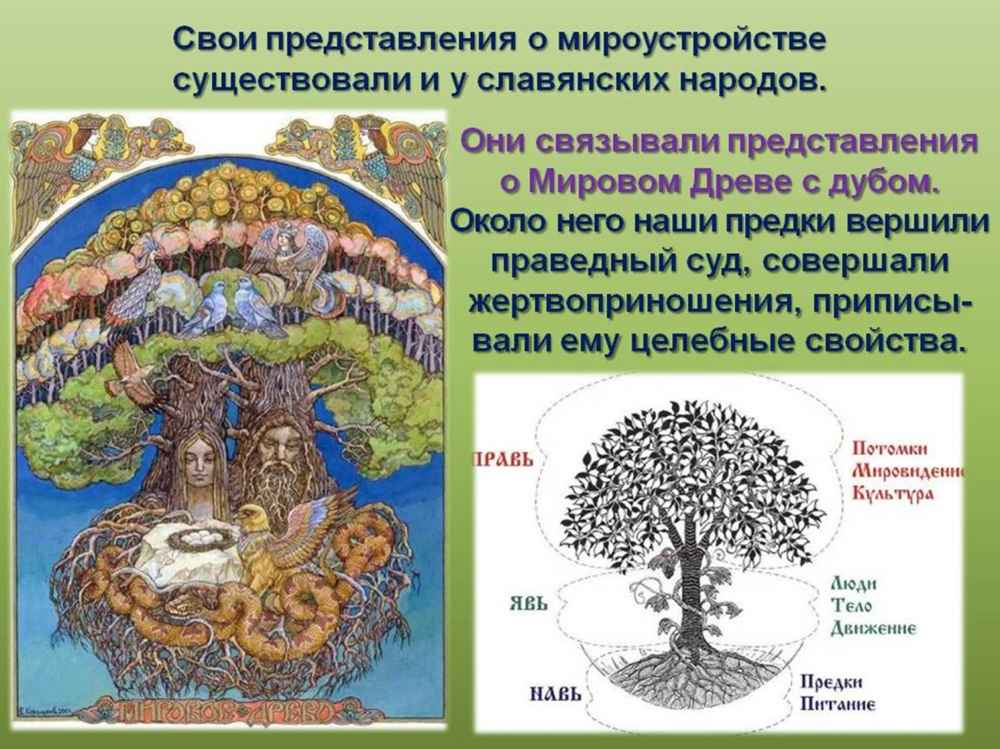 Свои представления о мироустройстве
существовали и у славянских народов.
Они связывали представления
о Мировом Древе с дубом.
Около него наши предки вершили
праведный суд, совершали
жертвоприношения, приписы-
вали ему целебные свойства.
ПРАВЬ
Потомки
Мировидение
Культура
ЯВЬ
Люди
Тело
Движение
НАВЬ
Предки
Питание
МИРОВОЕ ДРЕВО